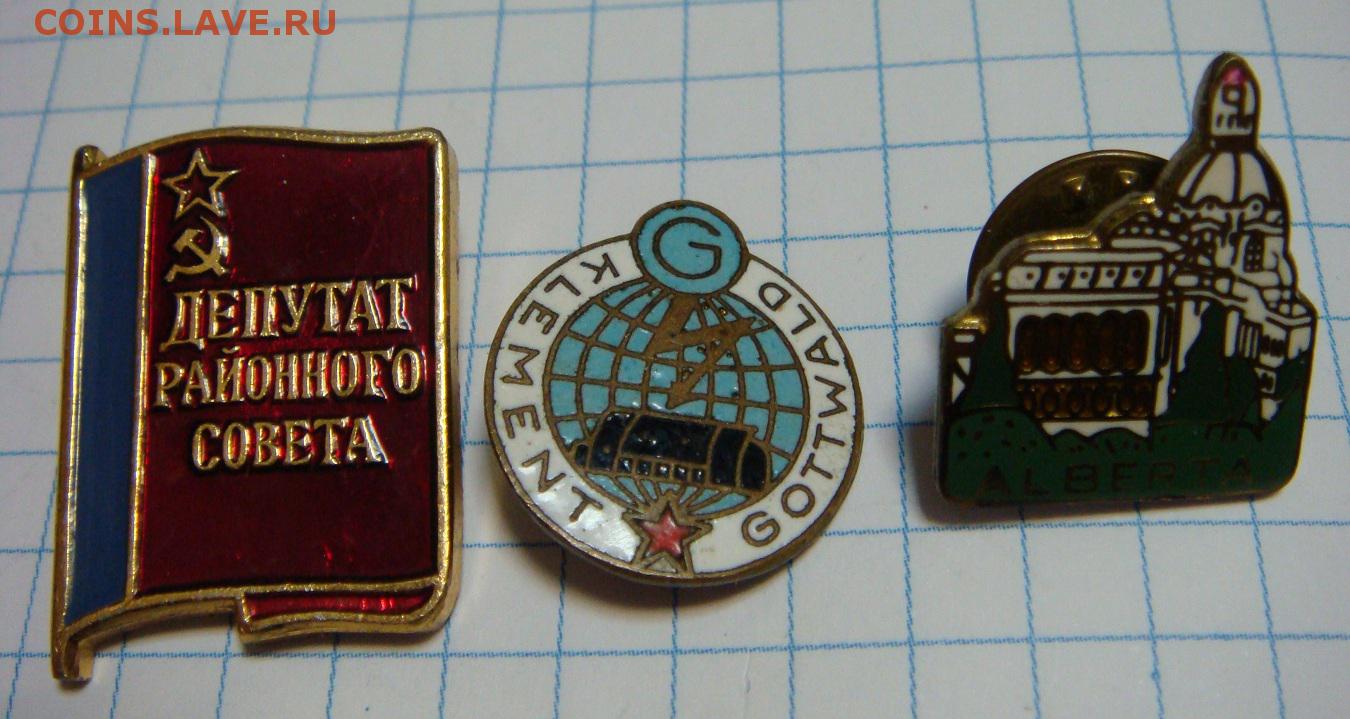 COINS.LAVE.RU
ДЕПУТАТ
РАЙОННОГО
СОВЕТА
G
KLEMENT
GOTTWALD
ALBERTA